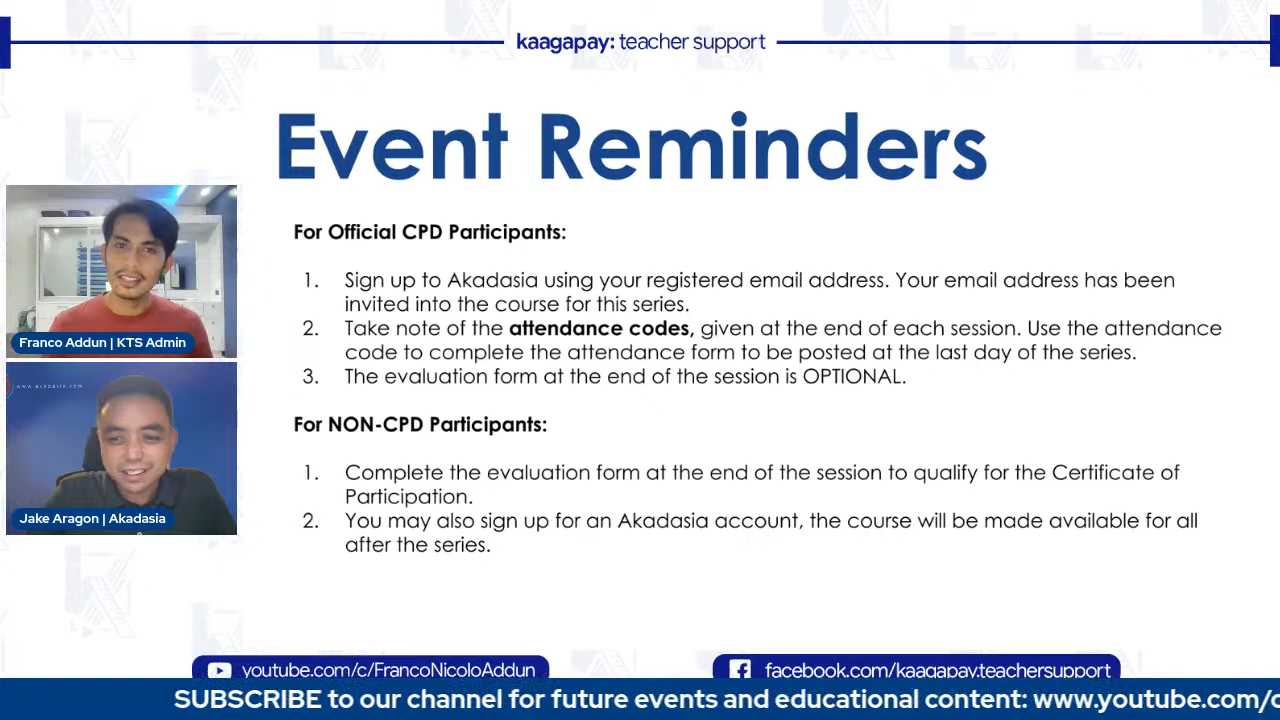 kaagapay: teacher support
Event Reminders
For Official CPD Participants:
1. Sign up to Akadasia using your registered email address. Your email address has been
invited into the course for this series.
2. Take note of the attendance codes, given at the end of each session. Use the attendance
code to complete the attendance form to be posted at the last day of the series.
3. The evaluation form at the end of the session is OPTIONAL.
For NON-CPD Participants:
1. Complete the evaluation form at the end of the session to qualify for the Certificate of
Participation.
2. You may also sign up for an Akadasia account, the course will be made available for all
after the series.
Franco Addun | KTS Admin
www.acadasia.com
Jake Aragon | Akadasia
youtube.com/c/FrancoNicoloAddun
facebook.com/kaagapay.teachersupport
SUBSCRIBE to our channel for future events and educational content: www.youtube.com/c